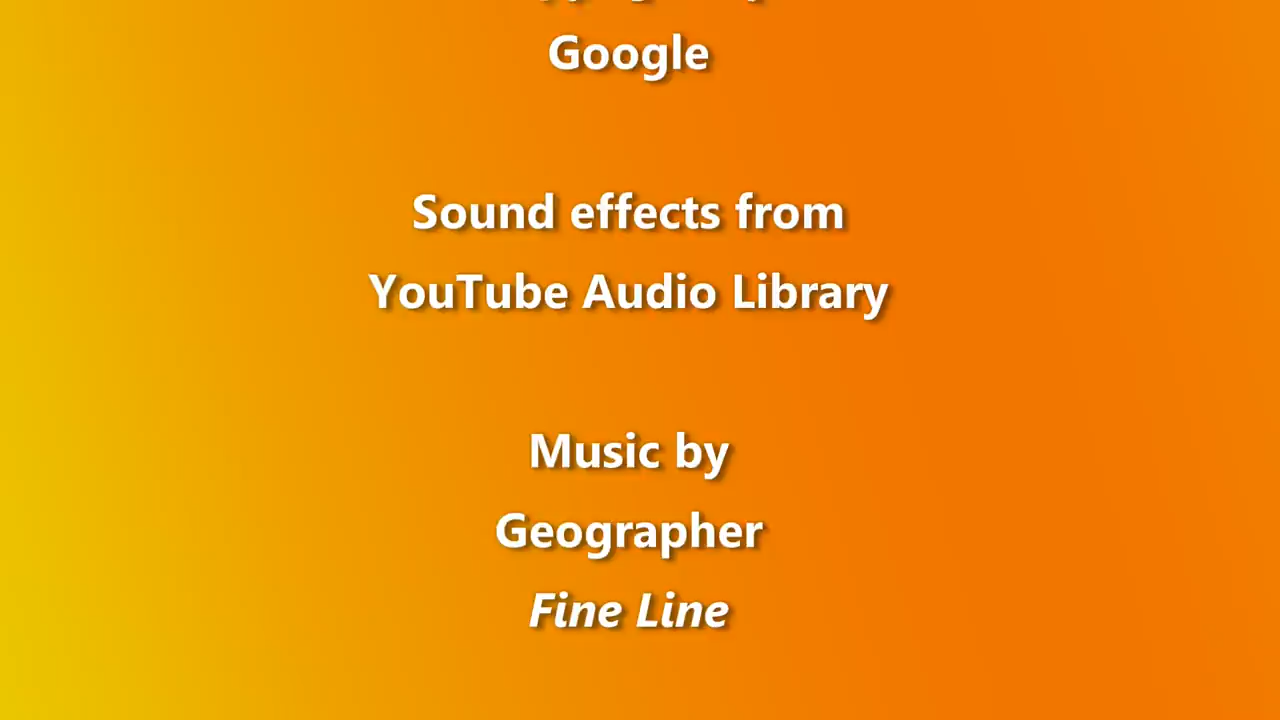 Google
Sound effects from
YouTube Audio Library
Music by
Geographer
Fine Line